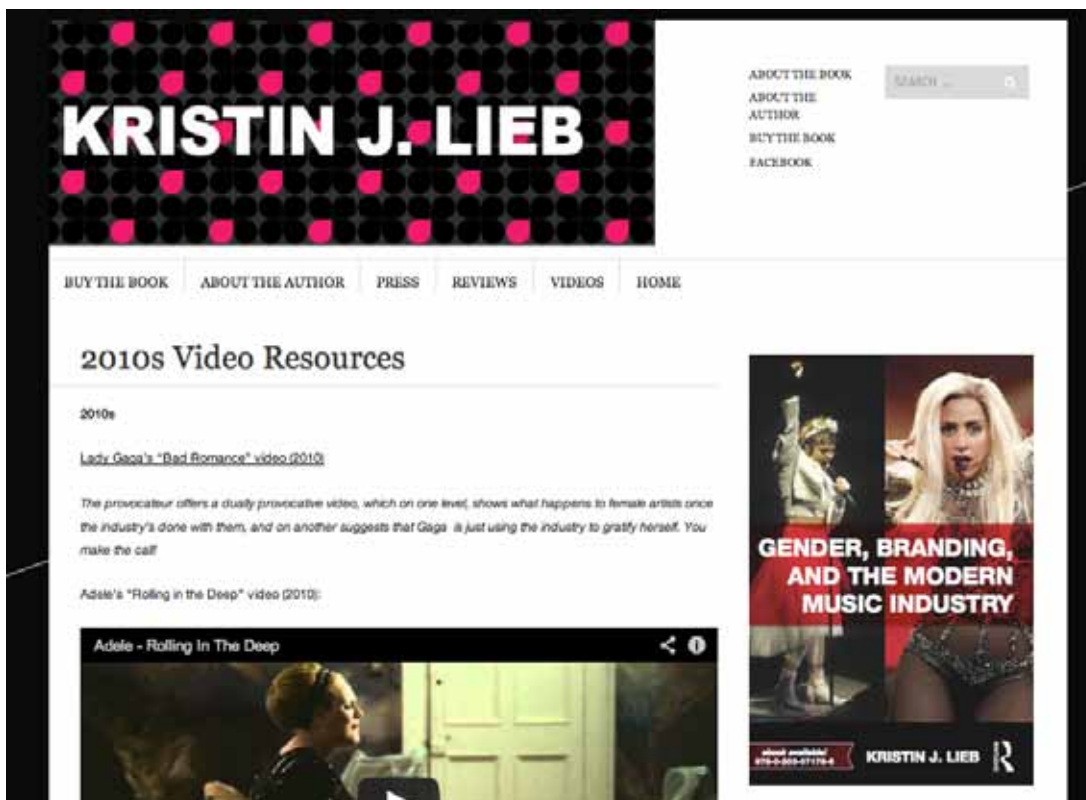 KRISTIN J. LIEB
ABOUT THE BOOK
ABOUT THE
AUTHOR
BUY THE BOOK
FACEBOOK
SEARCH ...
BUY THE BOOK
ABOUT THE AUTHOR
PRESS
REVIEWS
VIDEOS
HOME
2010s Video Resources
2010s
Lady Gaga's "Bad Romance" video (2010)
The provocateur offers a dually provocative video, which on one level, shows what happens to female artists once
the industry's done with them, and on another suggests that Gaga is just using the industry to gratify herself. You
make the call!
Adele's "Rolling in the Deep" video (2010):
Adele - Rolling In The Deep
GENDER, BRANDING,
AND THE MODERN
MUSIC INDUSTRY
ebook available!
KRISTIN J. LIEB
R